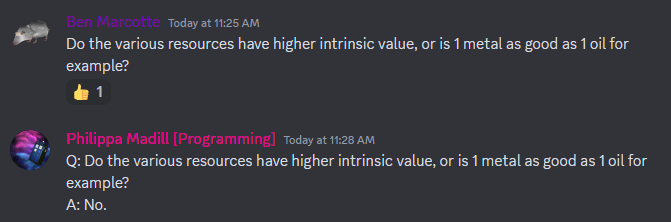 Ben Marcotte Today at 11:25 AM
Do the various resources have higher intrinsic value, or is 1 metal as good as 1 oil for
example?
👍 1
Philippa Madill [Programming] Today at 11:28 AM
Q: Do the various resources have higher intrinsic value, or is 1 metal as good as 1 oil for
example?
A: No.